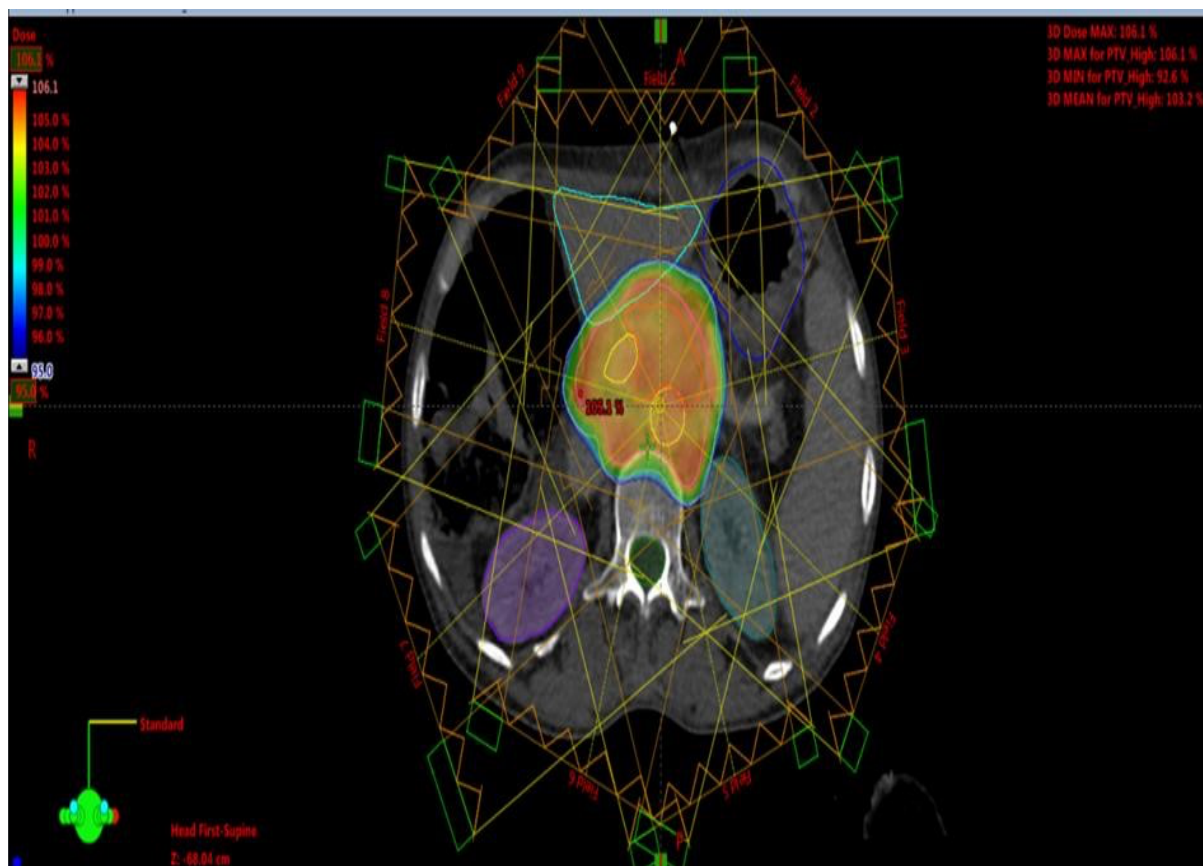 Dose
106.1 %
106.1
105.0 %
104.0 %
103.0 %
102.0 %
101.0 %
100.0 %
99.0 %
98.0 %
97.0 %
96.0 %
95.0
95.0 %
3D Dose MAX: 106.1 %
3D MAX for PTV_High: 106.1 %
3D MIN for PTV_High: 92.6 %
3D MEAN for PTV_High: 103.2 %
A
Field 1
Field 9
Field 2
Field 8
Field 3
106.1 %
R
Field 7
Field 4
Field 6
Field 5
P
Standard
Head First-Supine
Z: -68.04 cm